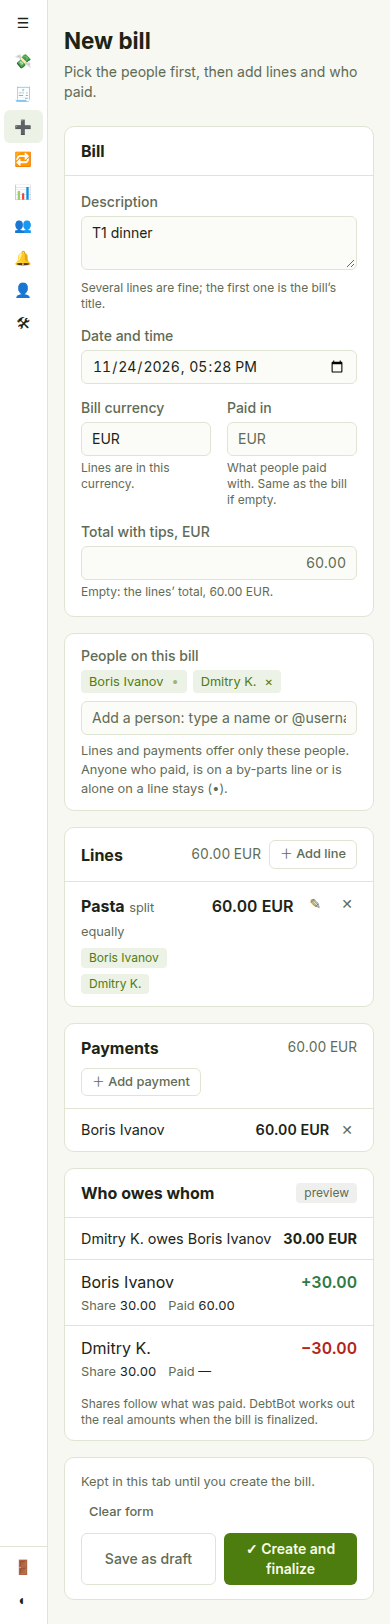 New bill
Pick the people first, then add lines and who
paid.
Bill
Description
T1 dinner
Several lines are fine; the first one is the bill's
title.
Date and time
11/24/2026, 05:28 PM
Bill currency
Paid in
EUR
EUR
Lines are in this
currency.
What people paid
with. Same as the bill
if empty.
Total with tips, EUR
60.00
Empty: the lines' total, 60.00 EUR.
People on this bill
Boris Ivanov •
Dmitry K. ×
Add a person: type a name or @userna
Lines and payments offer only these people.
Anyone who paid, is on a by-parts line or is
alone on a line stays (•).
Lines
60.00 EUR
+ Add line
Pasta split
equally
60.00 EUR ✎ ✕
Boris Ivanov
Dmitry K.
Payments
60.00 EUR
+ Add payment
Boris Ivanov
60.00 EUR ✕
Who owes whom
preview
Dmitry K. owes Boris Ivanov 30.00 EUR
Boris Ivanov
+30.00
Share 30.00 Paid 60.00
Dmitry K.
−30.00
Share 30.00 Paid —
Shares follow what was paid. DebtBot works out
the real amounts when the bill is finalized.
Kept in this tab until you create the bill.
Clear form
Save as draft
✓ Create and
finalize